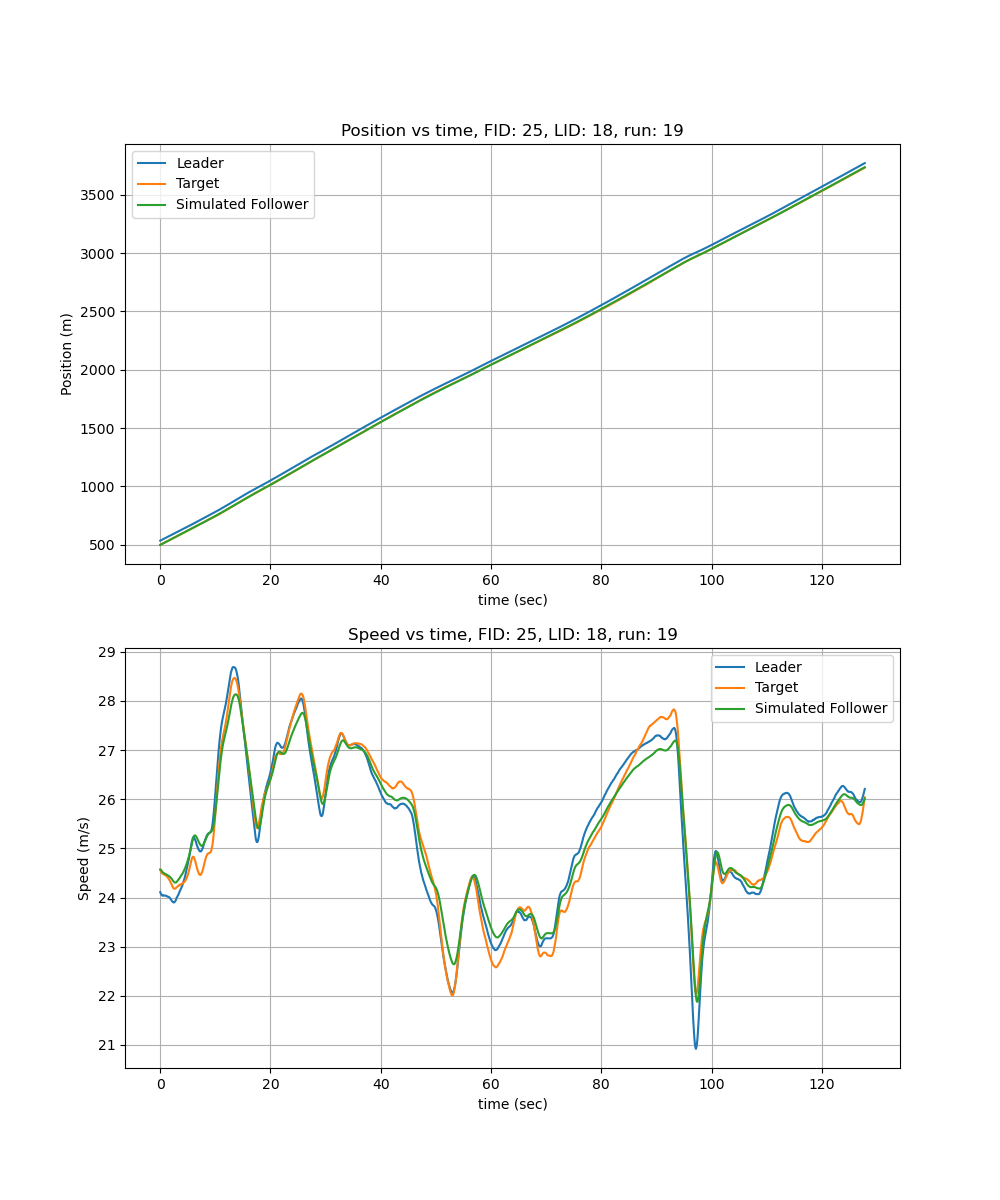 Position vs time, FID: 25, LID: 18, run: 19
Leader
Target
Simulated Follower
Position (m)
3500
3000
2500
2000
1500
1000
500
0 20 40 60 80 100 120
time (sec)
Speed vs time, FID: 25, LID: 18, run: 19
Leader
Target
Simulated Follower
Speed (m/s)
29
28
27
26
25
24
23
22
21
0 20 40 60 80 100 120
time (sec)